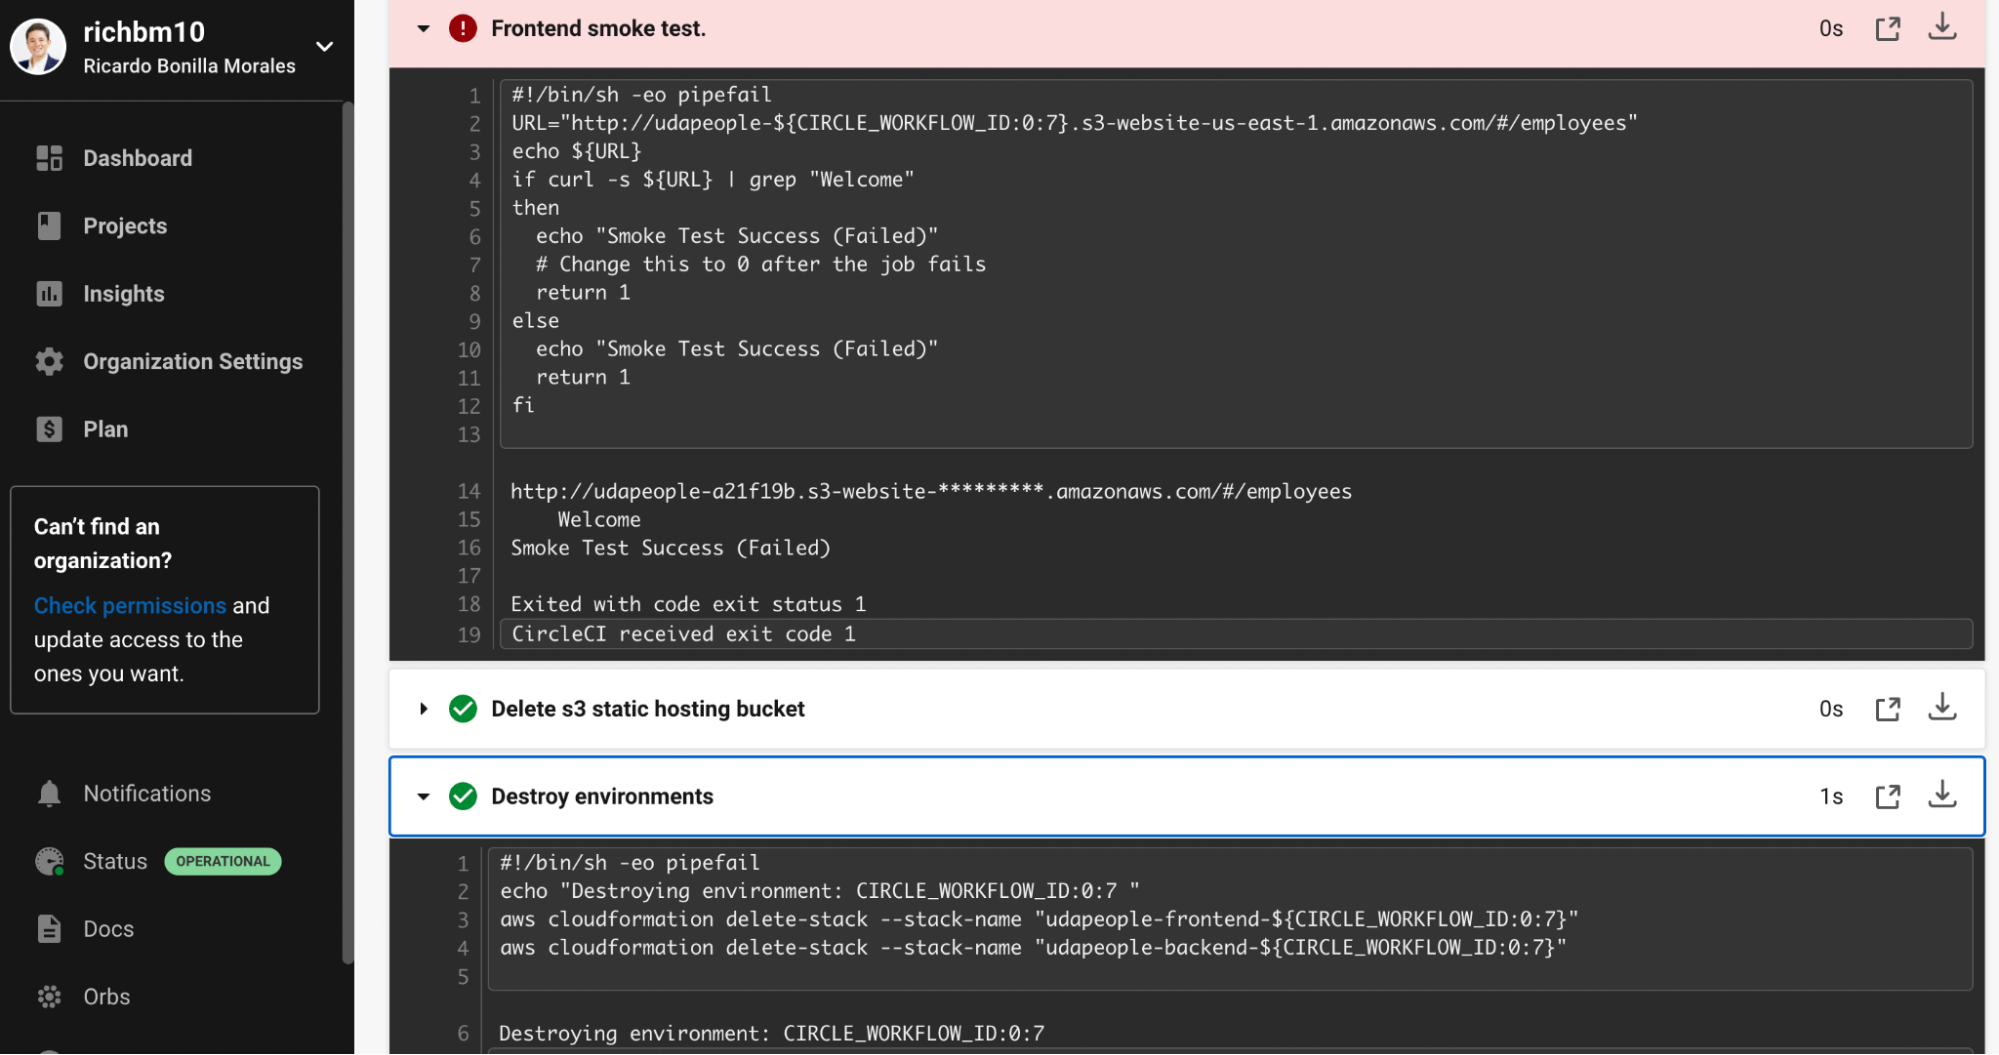 richbm10
Ricardo Bonilla Morales
Dashboard
Projects
Insights
Organization Settings
Plan
Can’t find an
organization?
Check permissions and
update access to the
ones you want.
Notifications
Status OPERATIONAL
Docs
Orbs
Frontend smoke test. 0s
1 #!/bin/sh -eo pipefail
2 URL="http://udapeople-${CIRCLE_WORKFLOW_ID:0:7}.s3-website-us-east-1.amazonaws.com/#/employees"
3 echo ${URL}
4 if curl -s ${URL} | grep "Welcome"
5 then
6   echo "Smoke Test Success (Failed)"
7   # Change this to 0 after the job fails
8   return 1
9 else
10   echo "Smoke Test Success (Failed)"
11   return 1
12 fi
13
14 http://udapeople-a21f19b.s3-website-*********.amazonaws.com/#/employees
15     Welcome
16 Smoke Test Success (Failed)
17
18 Exited with code exit status 1
19 CircleCI received exit code 1
Delete s3 static hosting bucket 0s
Destroy environments 1s
1 #!/bin/sh -eo pipefail
2 echo "Destroying environment: CIRCLE_WORKFLOW_ID:0:7 "
3 aws cloudformation delete-stack --stack-name "udapeople-frontend-${CIRCLE_WORKFLOW_ID:0:7}"
4 aws cloudformation delete-stack --stack-name "udapeople-backend-${CIRCLE_WORKFLOW_ID:0:7}"
5
6 Destroying environment: CIRCLE_WORKFLOW_ID:0:7